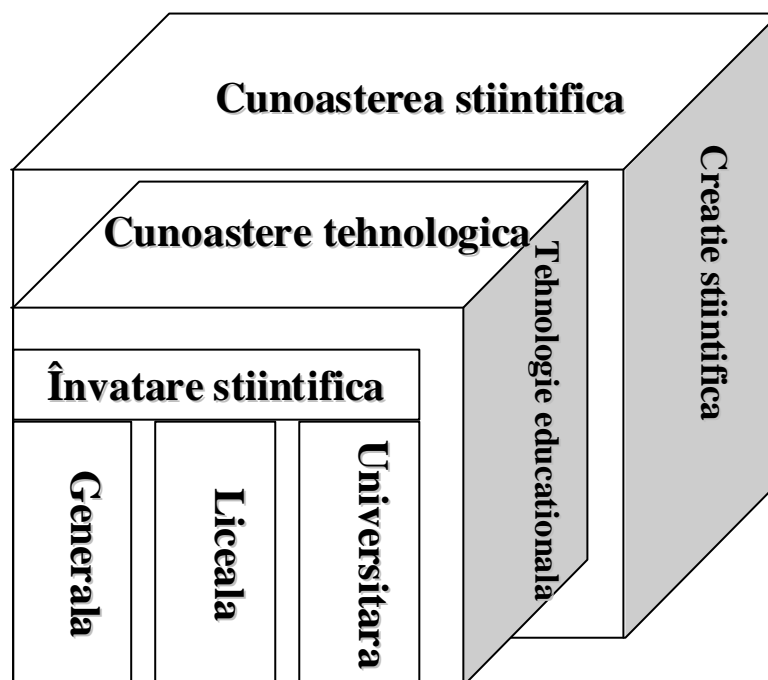 Cunoasterea stiintifica
Creatie stiintifica
Cunoastere tehnologica
Tehnologie educationala
Învatare stiintifica
Generala
Liceala
Universitara